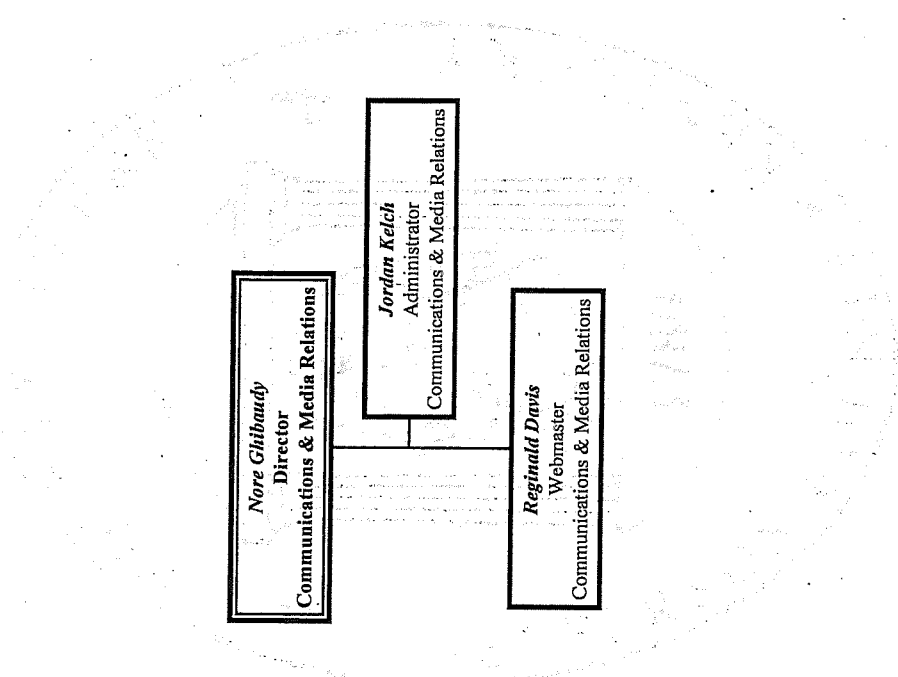 Nore Ghibaudy
Director
Communications & Media Relations
Jordan Kelch
Administrator
Communications & Media Relations
Reginald Davis
Webmaster
Communications & Media Relations